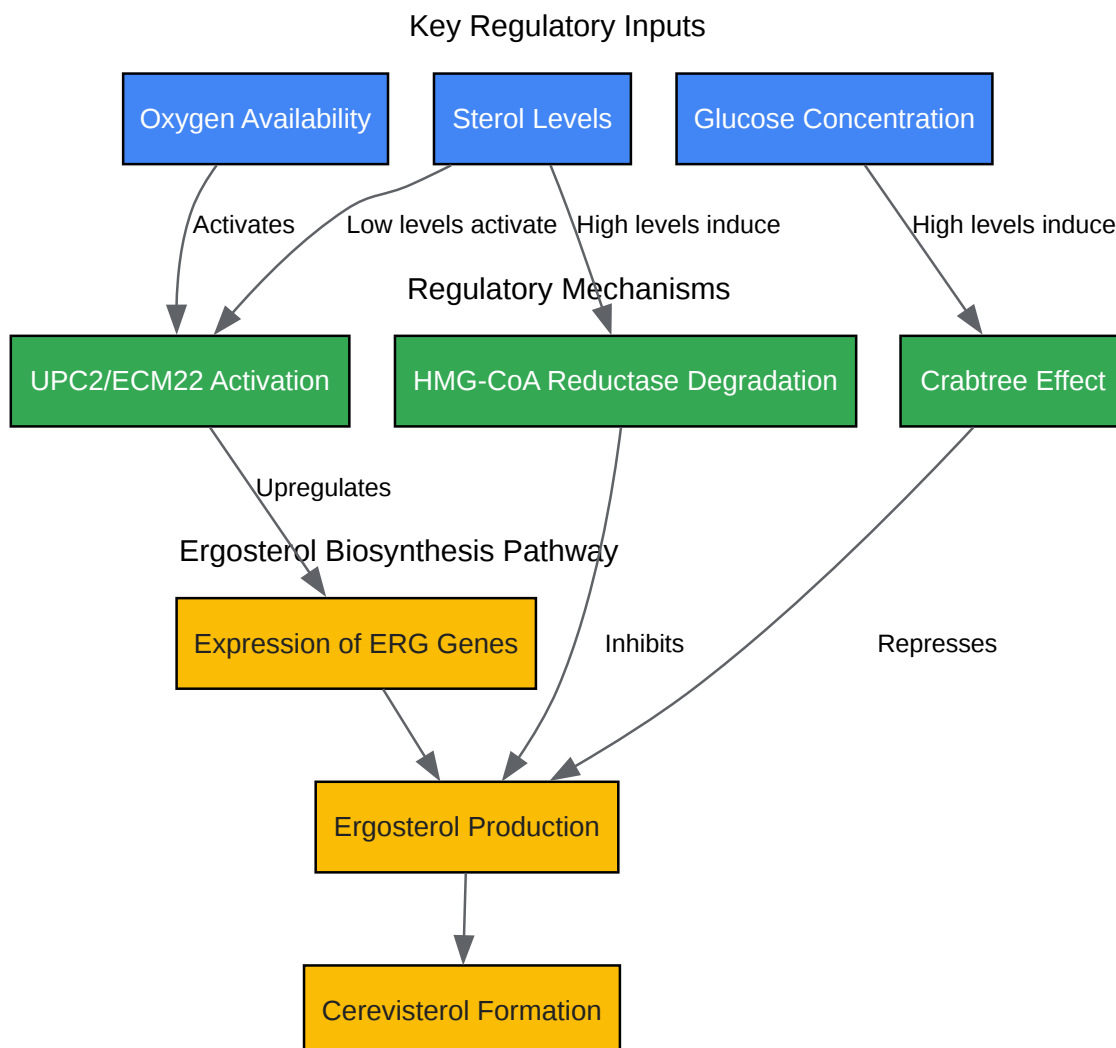 Key Regulatory Inputs
Oxygen Availability
Sterol Levels
Glucose Concentration
Activates
Low levels activate
High levels induce
High levels induce
Regulatory Mechanisms
UPC2/ECM22 Activation
HMG-CoA Reductase Degradation
Crabtree Effect
Upregulates
Ergosterol Biosynthesis Pathway
Expression of ERG Genes
Inhibits
Represses
Ergosterol Production
Cerevisterol Formation